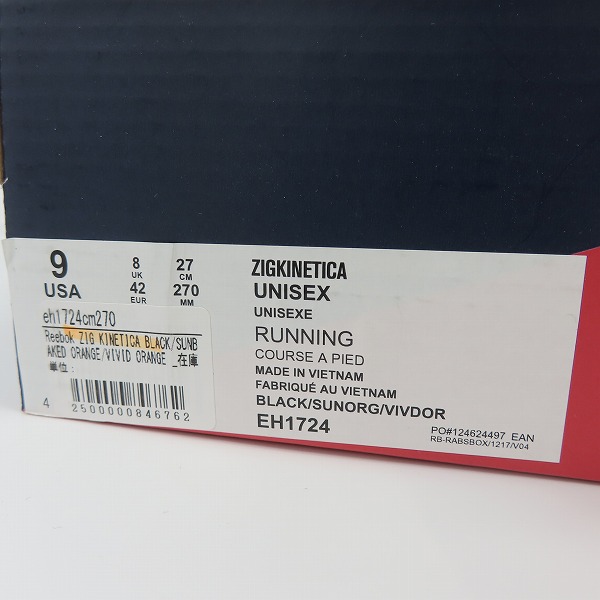 9 8 27
UK CM
USA 42 270
EUR MM
eh1724cm270
Reebok ZIG KINETICA BLACK/SUNB
AKED ORANGE/VIVID ORANGE _在庫
単位:
4
2500000846762
ZIGKINETICA
UNISEX
UNISEXE
RUNNING
COURSE A PIED
MADE IN VIETNAM
FABRIQUÉ AU VIETNAM
BLACK/SUNORG/VIVDOR
EH1724
PO#124624497 EAN
RB-RABSBOX/1217/V04